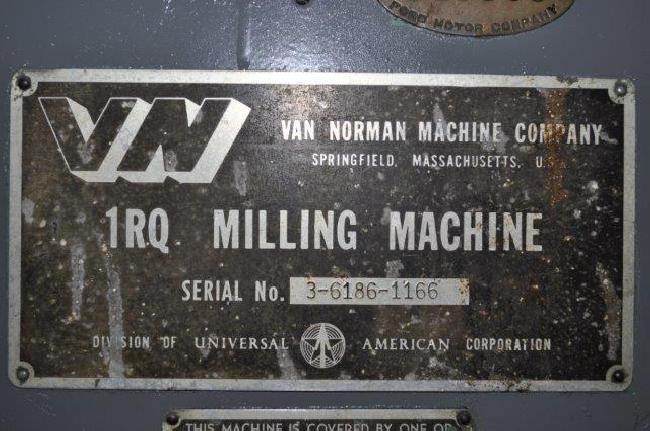 FORD MOTOR COMPANY
VN
VAN NORMAN MACHINE COMPANY
SPRINGFIELD, MASSACHUSETTS, U.S.A.
1RQ MILLING MACHINE
SERIAL No. 3-6186-1166
DIVISION OF UNIVERSAL AMERICAN CORPORATION
THIS MACHINE IS COVERED BY ONE OF